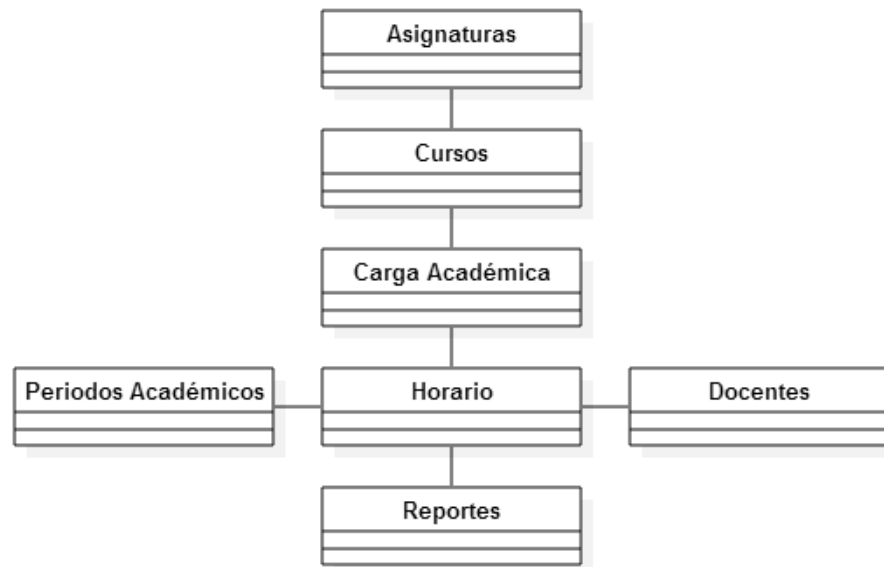 Asignaturas
Cursos
Carga Académica
Periodos Académicos
Horario
Docentes
Reportes